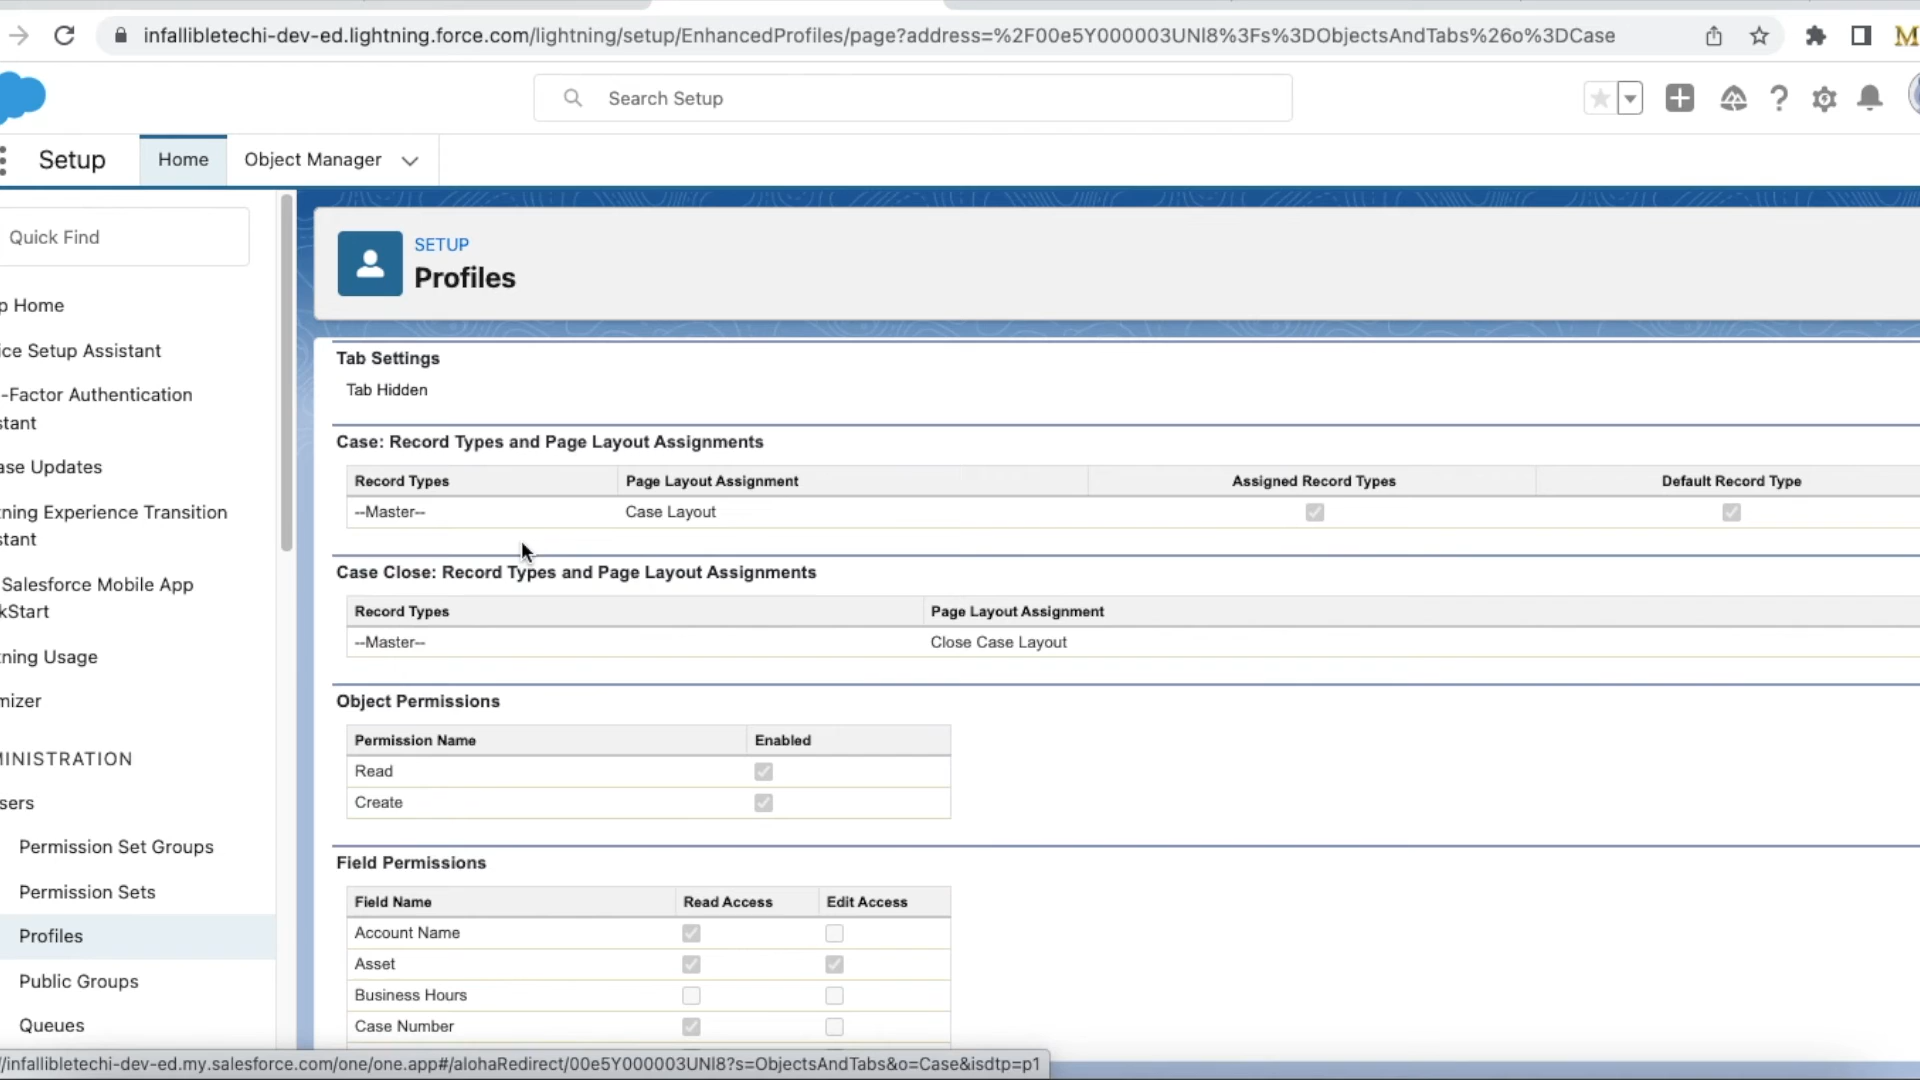 infallibletechi-dev-ed.lightning.force.com/lightning/setup/EnhancedProfiles/page?address=%2F00e5Y000003UNI8%3Fs%3DObjectsAndTabs%26o%3DCase
M
Search Setup
Setup
Home
Object Manager
Quick Find
p Home
ice Setup Assistant
-Factor Authentication
stant
ase Updates
tning Experience Transition
stant
Salesforce Mobile App
kStart
tning Usage
mizer
MINISTRATION
sers
Permission Set Groups
Permission Sets
Profiles
Public Groups
Queues
SETUP
Profiles
Tab Settings
Tab Hidden
Case: Record Types and Page Layout Assignments
Record Types Page Layout Assignment Assigned Record Types Default Record Type
--Master-- Case Layout
Case Close: Record Types and Page Layout Assignments
Record Types Page Layout Assignment
--Master-- Close Case Layout
Object Permissions
Permission Name Enabled
Read
Create
Field Permissions
Field Name Read Access Edit Access
Account Name
Asset
Business Hours
Case Number
/infallibletechi-dev-ed.my.salesforce.com/one/one.app#/alohaRedirect/00e5Y000003UNI8?s=ObjectsAndTabs&o=Case&isdtp=p1